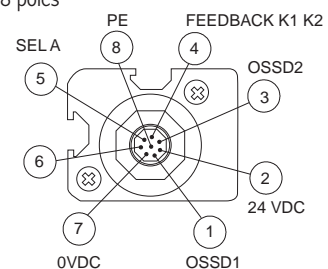 8 poles
PE
FEEDBACK K1 K2
SEL A
8
4
OSSD2
5
3
6
2
7
1
24 VDC
0VDC
OSSD1